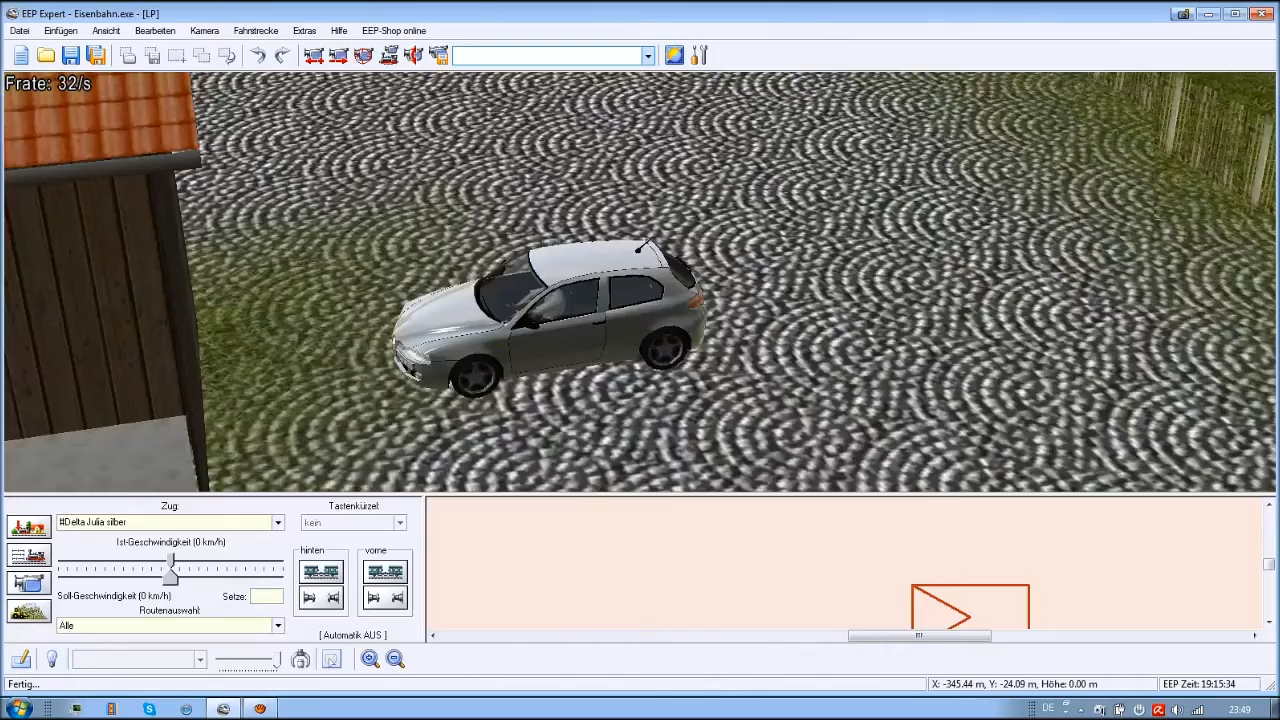 EEP Expert - Eisenbahn.exe - [LP]
Datei Einfügen Ansicht Bearbeiten Kamera Fahrstrecke Extras Hilfe EEP-Shop online
Frate: 32/s
Zug:
Tastenkürzel:
#Delta Julia silber
kein
Ist-Geschwindigkeit (0 km/h)
hinten
vorne
Soll-Geschwindigkeit (0 km/h)
Setze:
Routenauswahl:
Alle
[ Automatik AUS ]
Fertig...
X: -345.44 m, Y: -24.09 m, Höhe: 0.00 m
EEP Zeit: 19:15:34
DE
23:49